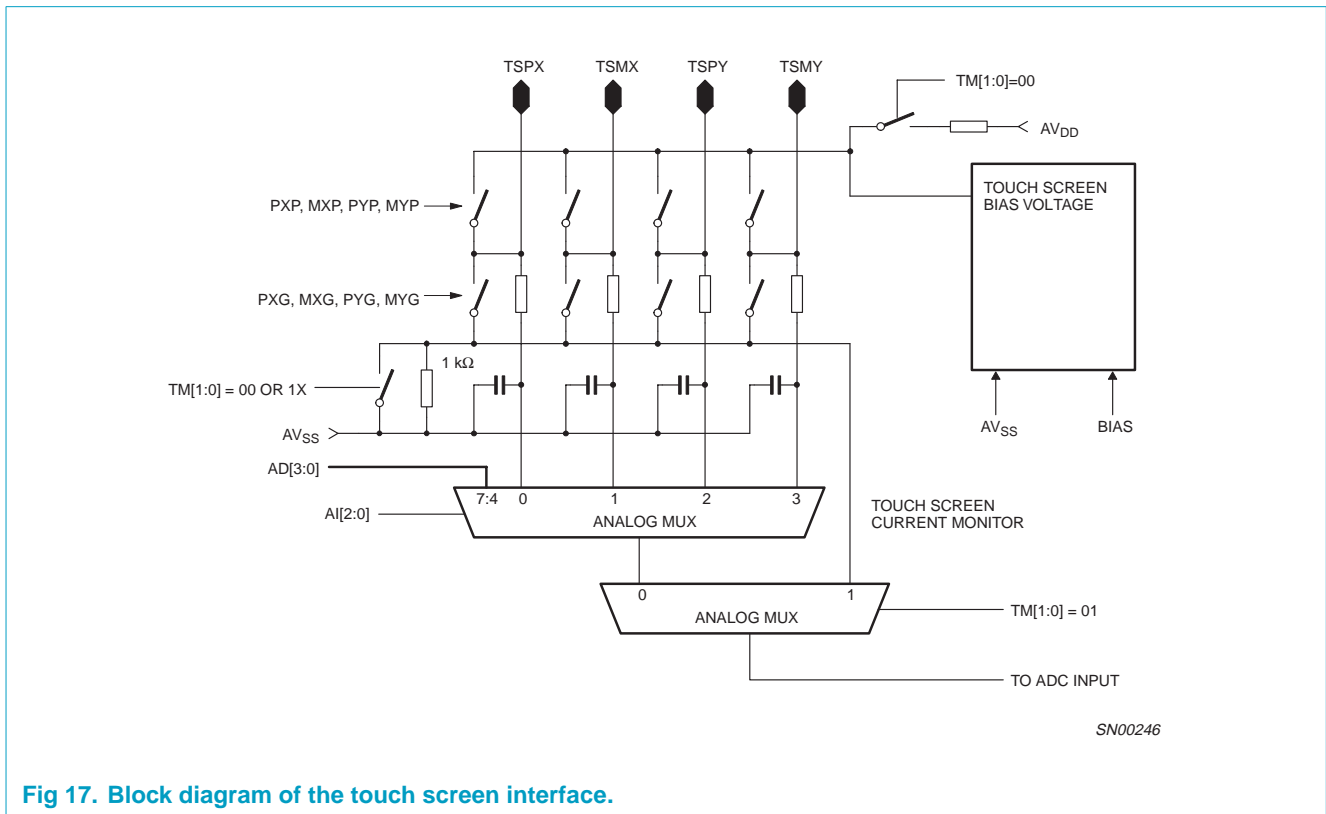 TSPX TSMX TSPY TSMY
TM[1:0]=00
AVDD
TOUCH SCREEN
BIAS VOLTAGE
PXP, MXP, PYP, MYP
PXG, MXG, PYG, MYG
1 kΩ
TM[1:0] = 00 OR 1X
AVSS
AVSS BIAS
AD[3:0]
7:4 0 1 2 3
AI[2:0]
ANALOG MUX
TOUCH SCREEN
CURRENT MONITOR
0 1
ANALOG MUX
TM[1:0] = 01
TO ADC INPUT
SN00246
Fig 17. Block diagram of the touch screen interface.